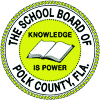 THE SCHOOL BOARD OF
KNOWLEDGE
IS POWER
POLK COUNTY, FLA.